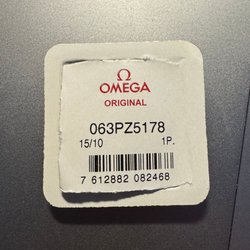 Ω
OMEGA
ORIGINAL
063PZ5178
15/10 1P.
7 612882 082468